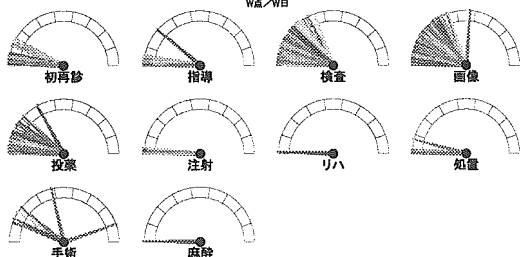 W点/W日
初再診 指導 検査 画像
投薬 注射 リハ 処置
手術 麻酔